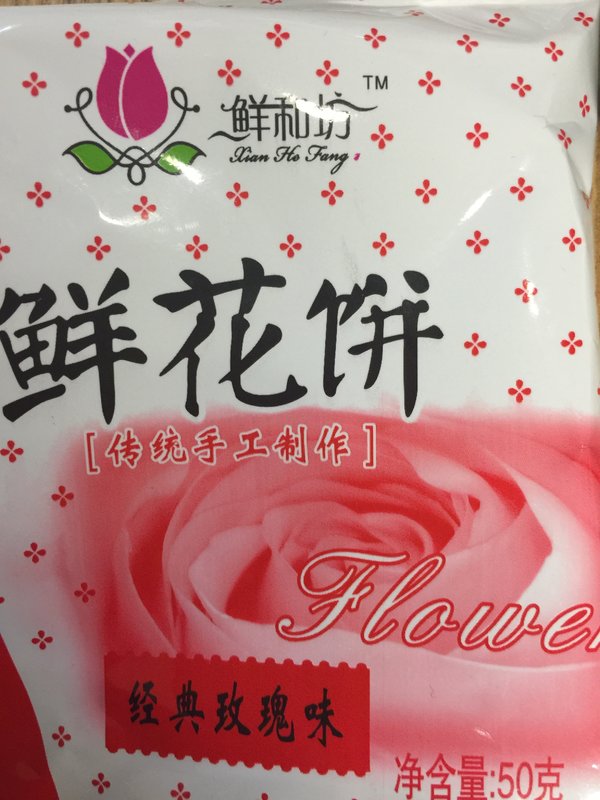 鲜和坊 TM
Xian He Fang
鲜花饼
[传统手工制作]
Flower
经典玫瑰味
净含量:50克